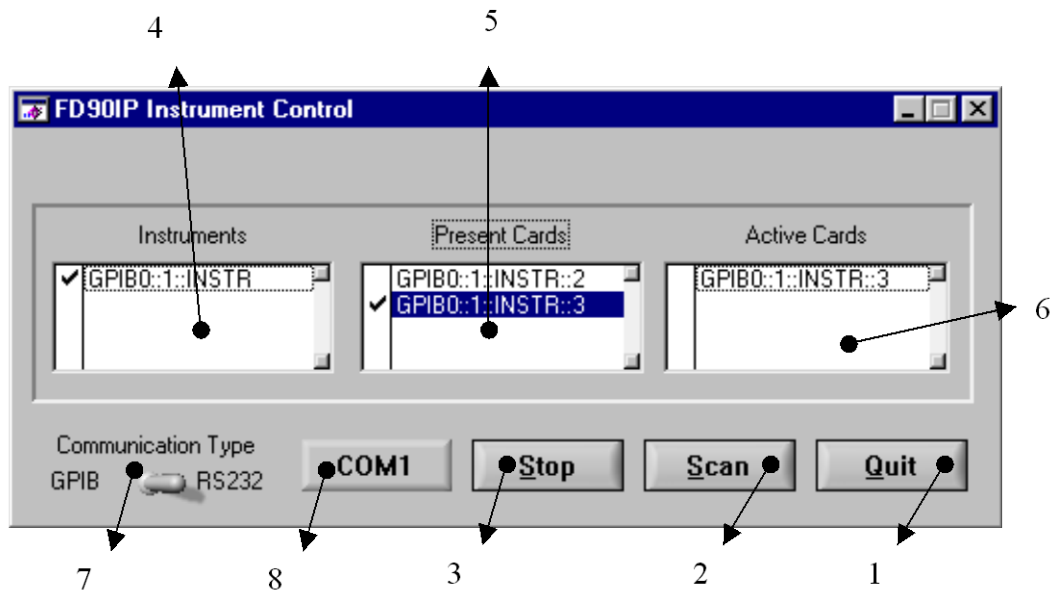 4 5
FD90IP Instrument Control
Instruments Present Cards Active Cards
GPIB0::1::INSTR GPIB0::1::INSTR::2 GPIB0::1::INSTR::3
GPIB0::1::INSTR::3
6
Communication Type
GPIB RS232 COM1 Stop Scan Quit
7 8 3 2 1